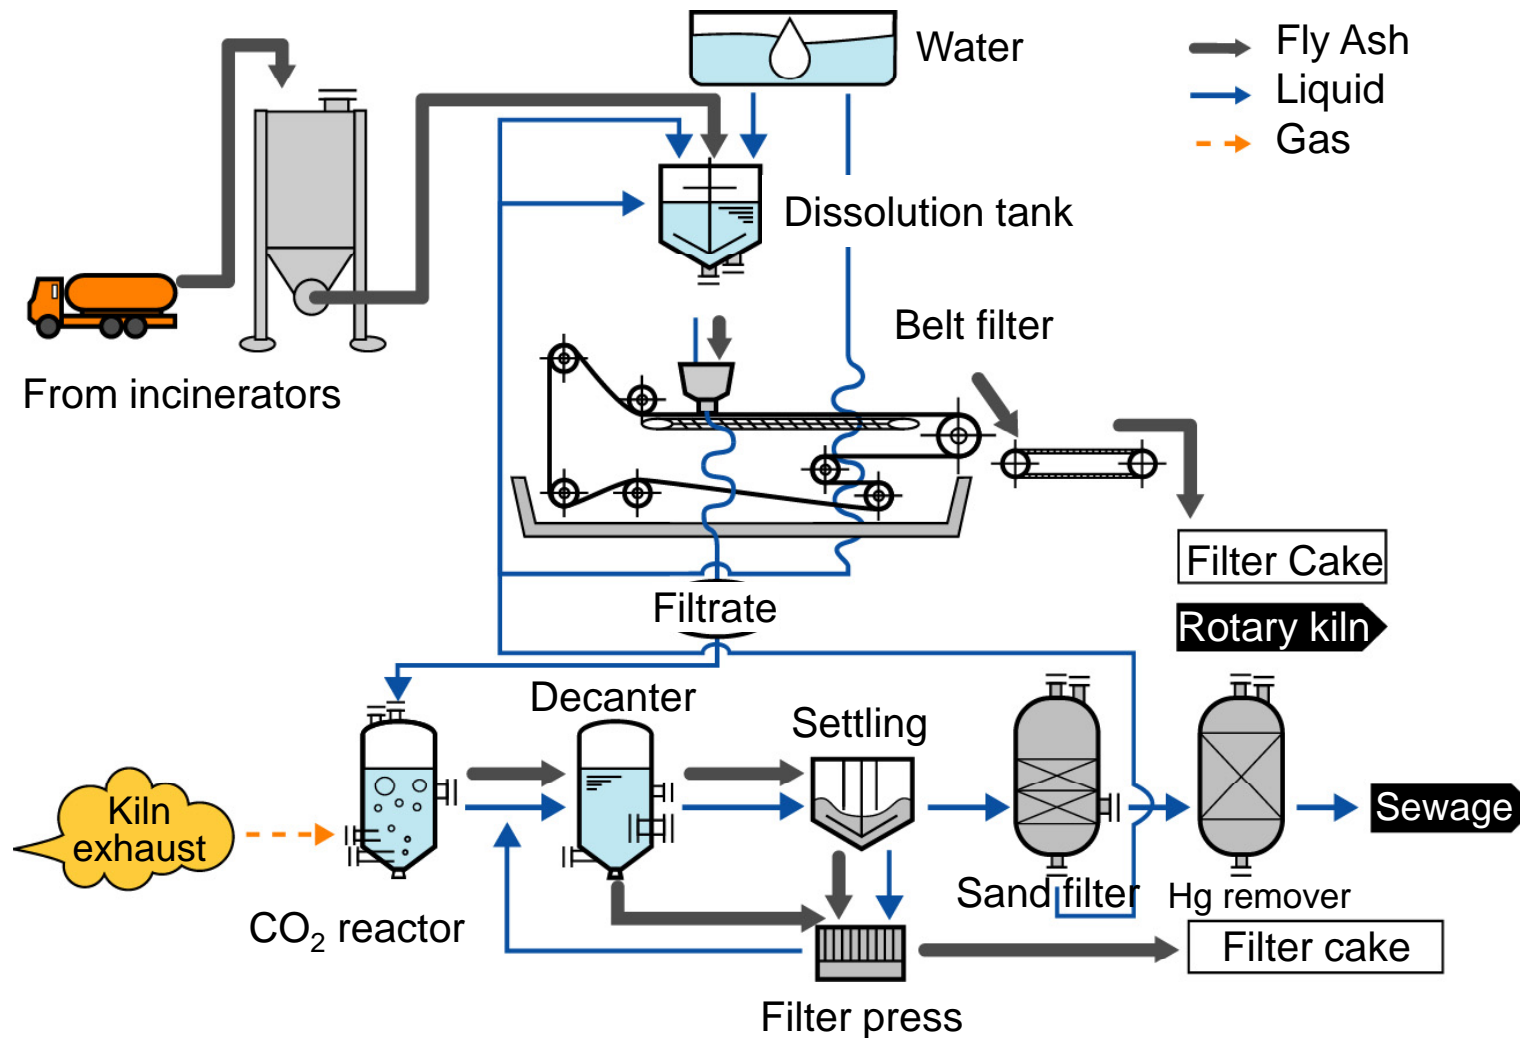 Water
Fly Ash
Liquid
Gas
Dissolution tank
From incinerators
Belt filter
Filter Cake
Rotary kiln
Filtrate
Decanter
Settling
Kiln
exhaust
Sewage
CO₂ reactor
Sand filter
Hg remover
Filter cake
Filter press